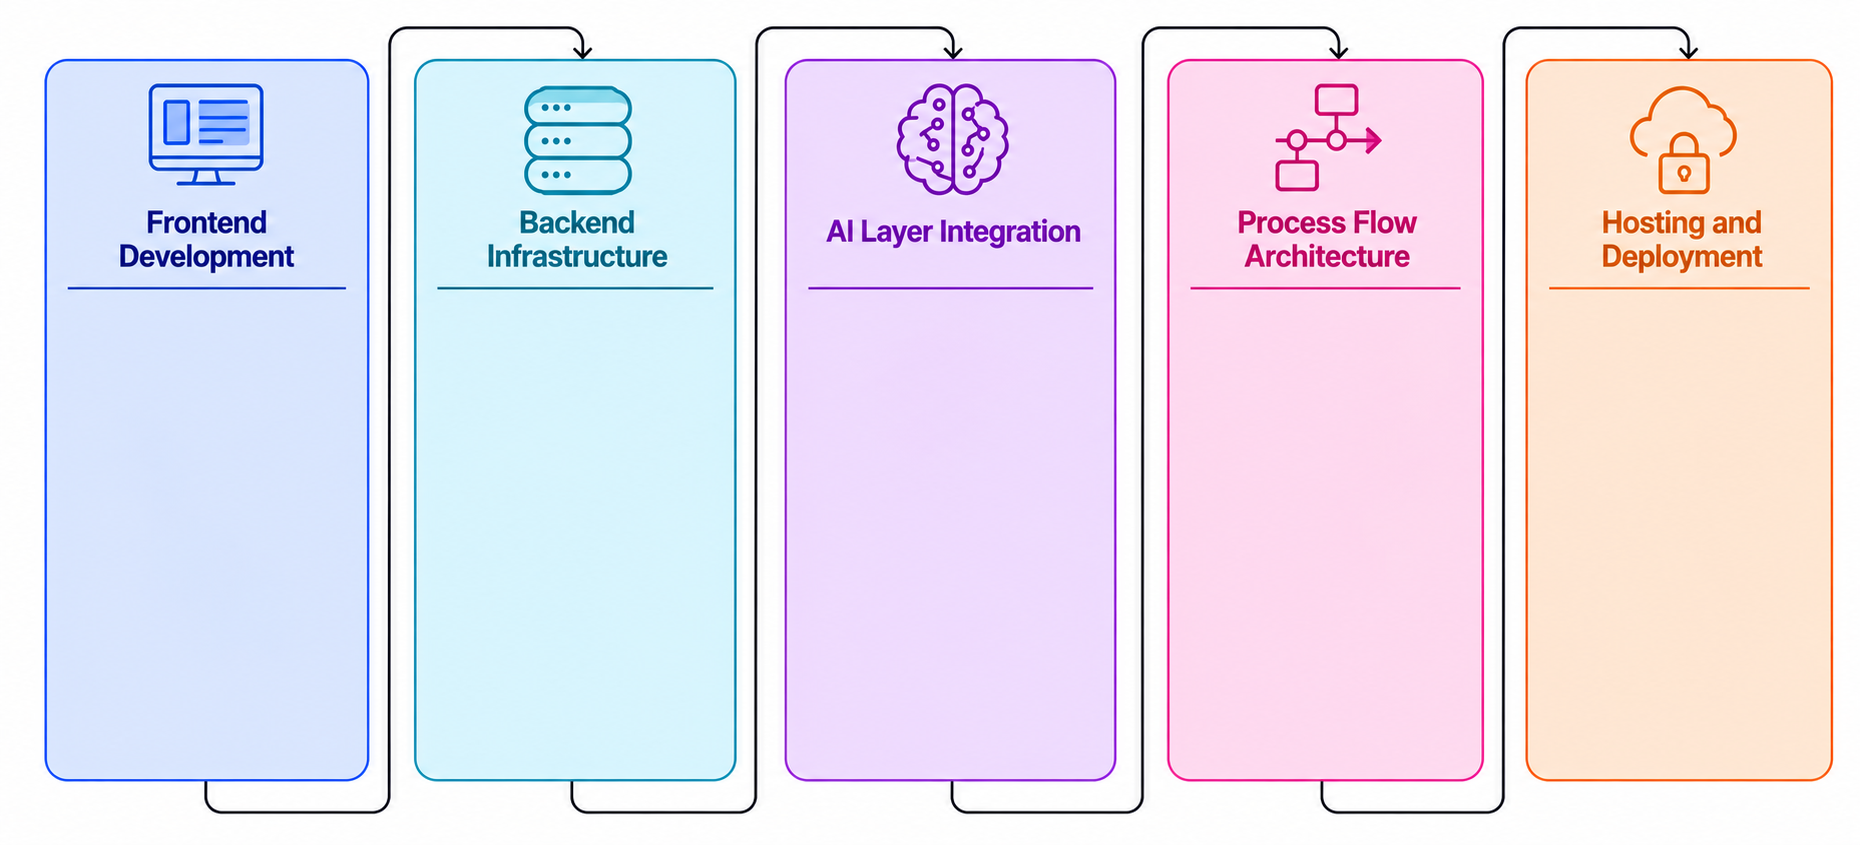 Frontend
Development
Backend
Infrastructure
AI Layer Integration
Process Flow
Architecture
Hosting and
Deployment